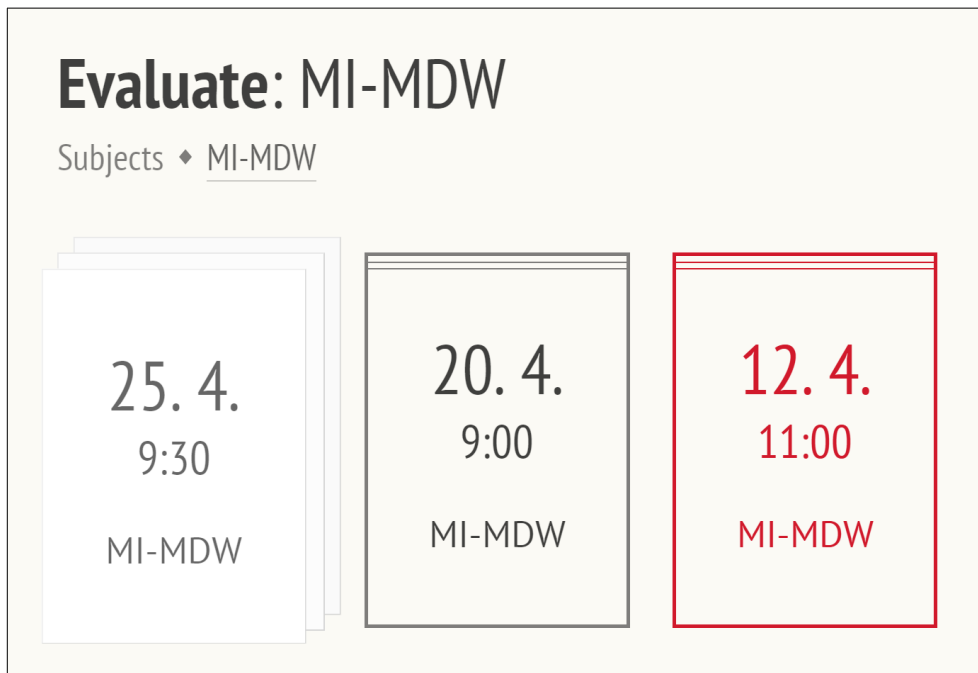 Evaluate: MI-MDW
Subjects ♦ MI-MDW
25. 4.
9:30
MI-MDW
20. 4.
9:00
MI-MDW
12. 4.
11:00
MI-MDW